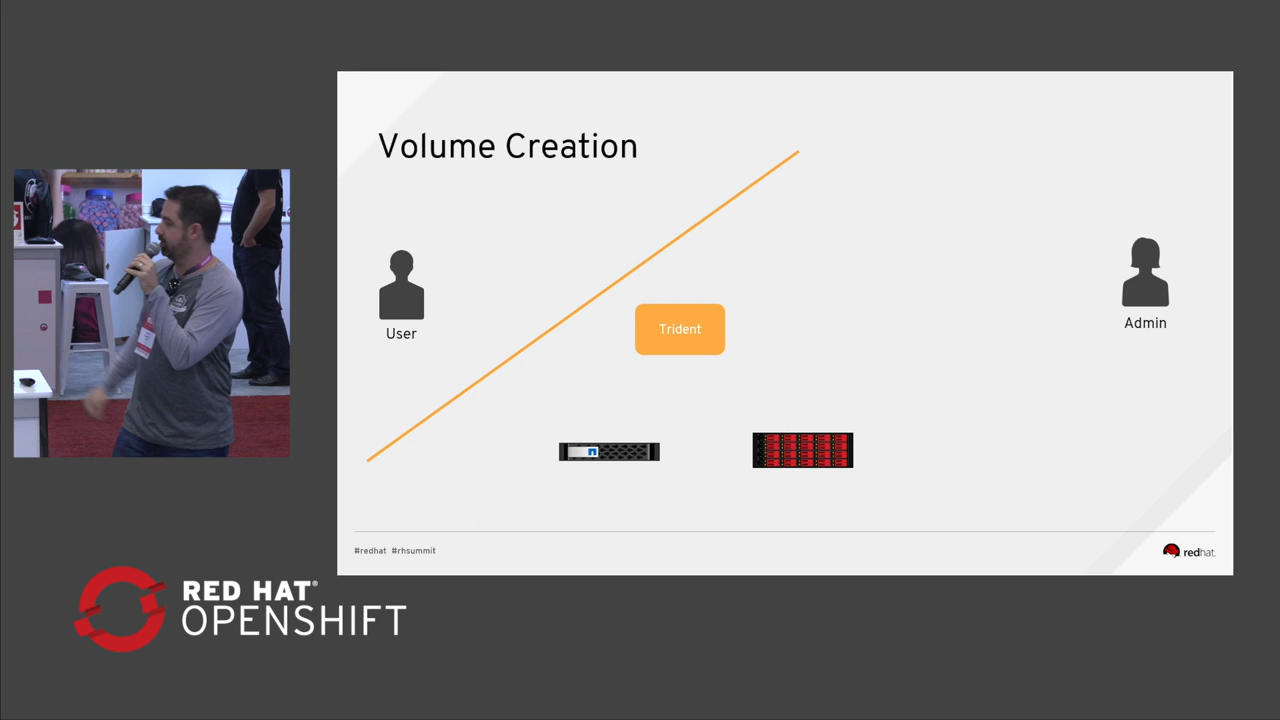 Volume Creation
User
Trident
Admin
#redhat #rhsummit
redhat.
RED HAT®
OPENSHIFT